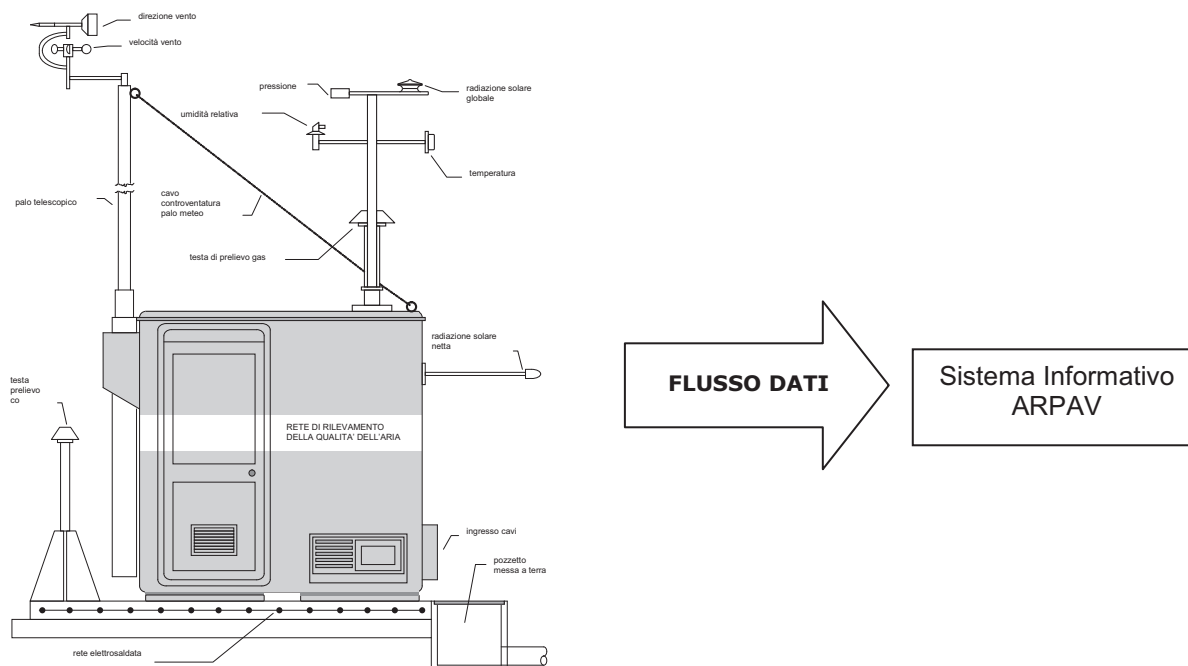 direzione vento
velocità vento
pressione
radiazione solare
globale
umidità relativa
temperatura
palo telescopico
cavo
controventatura
palo meteo
testa di prelievo gas
radiazione solare
netta
testa
prelievo
co
RETE DI RILEVAMENTO
DELLA QUALITA' DELL'ARIA
ingresso cavi
pozzetto
messa a terra
rete elettrosaldata
FLUSSO DATI
Sistema Informativo
ARPAV